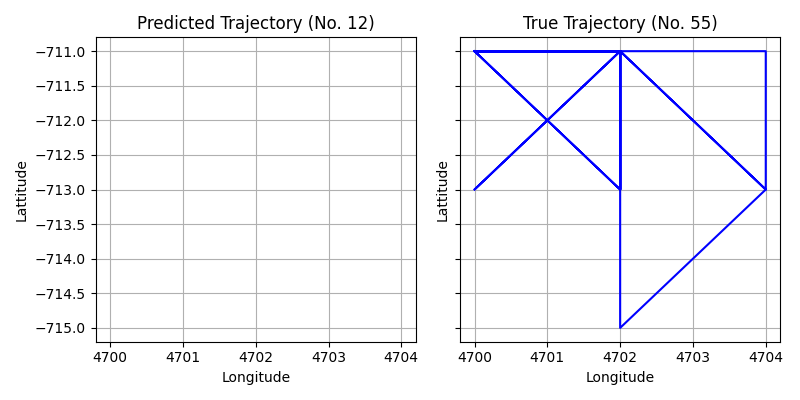 Predicted Trajectory (No. 12)
True Trajectory (No. 55)
−711.0
−711.5
−712.0
−712.5
−713.0
−713.5
−714.0
−714.5
−715.0
Lattitude
Lattitude
4700 4701 4702 4703 4704
4700 4701 4702 4703 4704
Longitude
Longitude